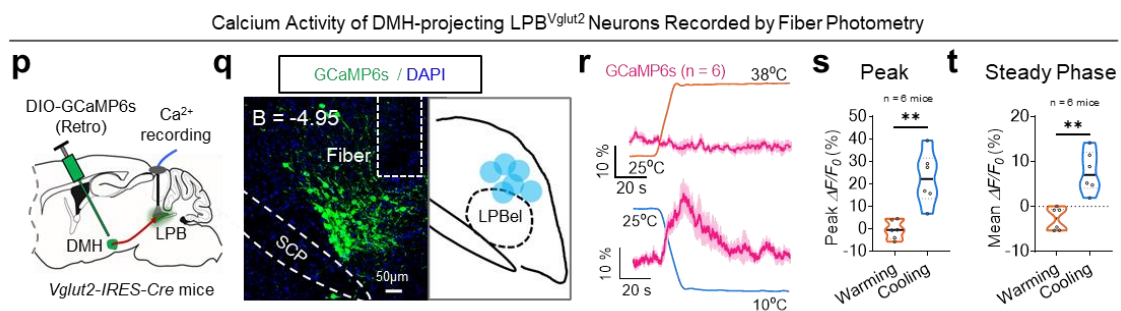 Calcium Activity of DMH-projecting LPB^Vglut2 Neurons Recorded by Fiber Photometry
p
DIO-GCaMP6s
(Retro)
Ca2+
recording
DMH
LPB
Vglut2-IRES-Cre mice
q
GCaMP6s / DAPI
B = -4.95
Fiber
SCP
50μm
LPBel
r
GCaMP6s (n = 6)
38°C
25°C
10 %
20 s
25°C
10 %
20 s
10°C
s
Peak
n = 6 mice
**
Peak ΔF/F0 (%)
50
40
30
20
10
0
-10
Warming
Cooling
t
Steady Phase
n = 6 mice
**
Mean ΔF/F0 (%)
20
10
0
-10
Warming
Cooling